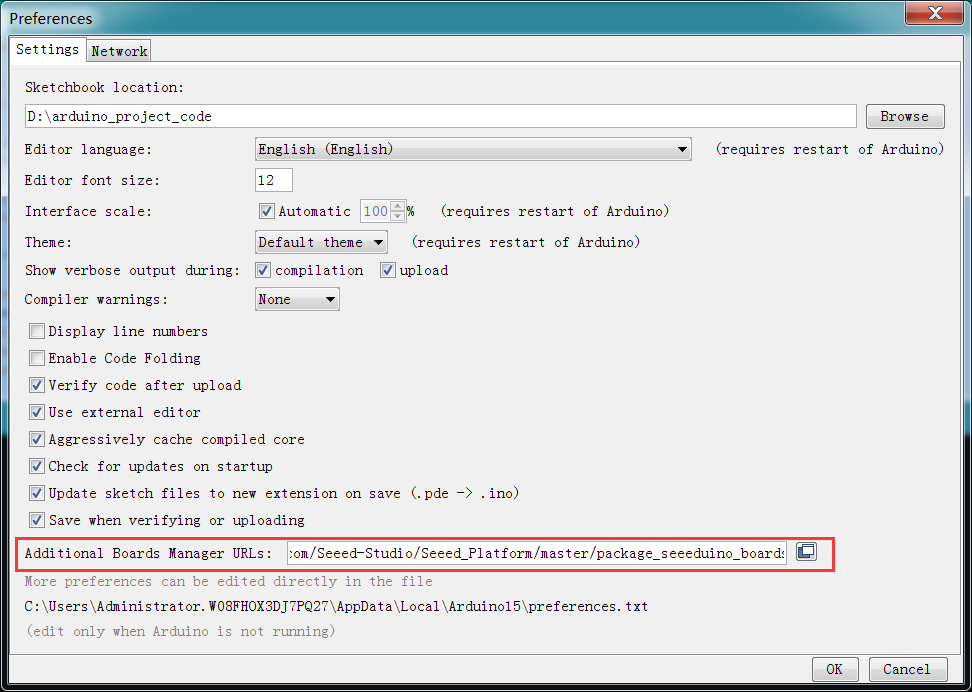 Preferences
Settings Network
Sketchbook location:
D:\arduino_project_code Browse
Editor language: English (English) (requires restart of Arduino)
Editor font size: 12
Interface scale: Automatic 100 % (requires restart of Arduino)
Theme: Default theme (requires restart of Arduino)
Show verbose output during: compilation upload
Compiler warnings: None
Display line numbers
Enable Code Folding
Verify code after upload
Use external editor
Aggressively cache compiled core
Check for updates on startup
Update sketch files to new extension on save (.pde -> .ino)
Save when verifying or uploading
Additional Boards Manager URLs: com/Seeed-Studio/Seeed_Platform/master/package_seeeduino_boards
More preferences can be edited directly in the file
C:\Users\Administrator.W08FHOX3DJ7PQ27\AppData\Local\Arduino15\preferences.txt
(edit only when Arduino is not running)
OK Cancel